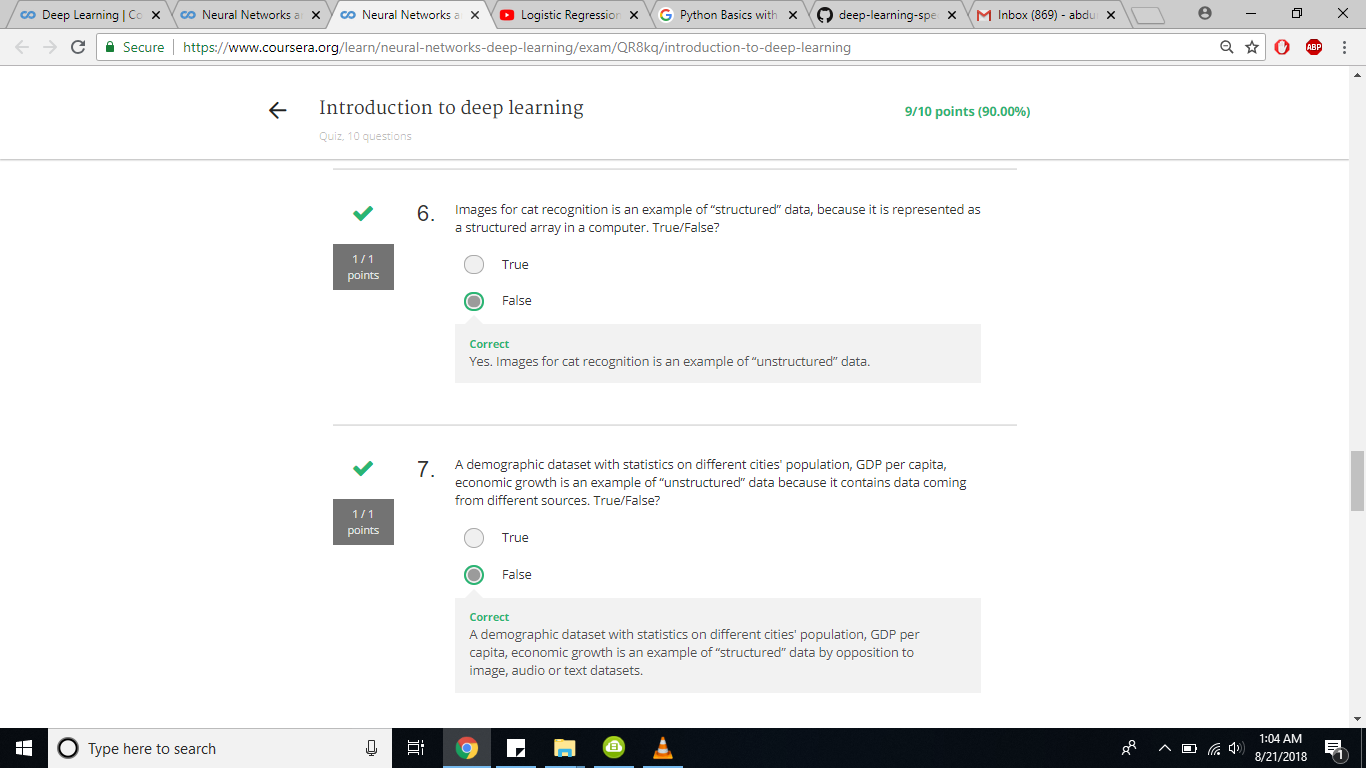 Deep Learning | Co
Neural Networks a
Neural Networks a
Logistic Regression
Python Basics with
deep-learning-spe
Inbox (869) - abdu
Secure
https://www.coursera.org/learn/neural-networks-deep-learning/exam/QR8kq/introduction-to-deep-learning
ABP
Introduction to deep learning
9/10 points (90.00%)
Quiz, 10 questions
6.
Images for cat recognition is an example of “structured” data, because it is represented as
a structured array in a computer. True/False?
1 / 1
points
True
False
Correct
Yes. Images for cat recognition is an example of “unstructured” data.
7.
A demographic dataset with statistics on different cities' population, GDP per capita,
economic growth is an example of “unstructured” data because it contains data coming
from different sources. True/False?
1 / 1
points
True
False
Correct
A demographic dataset with statistics on different cities' population, GDP per
capita, economic growth is an example of “structured” data by opposition to
image, audio or text datasets.
Type here to search
1:04 AM
8/21/2018
1